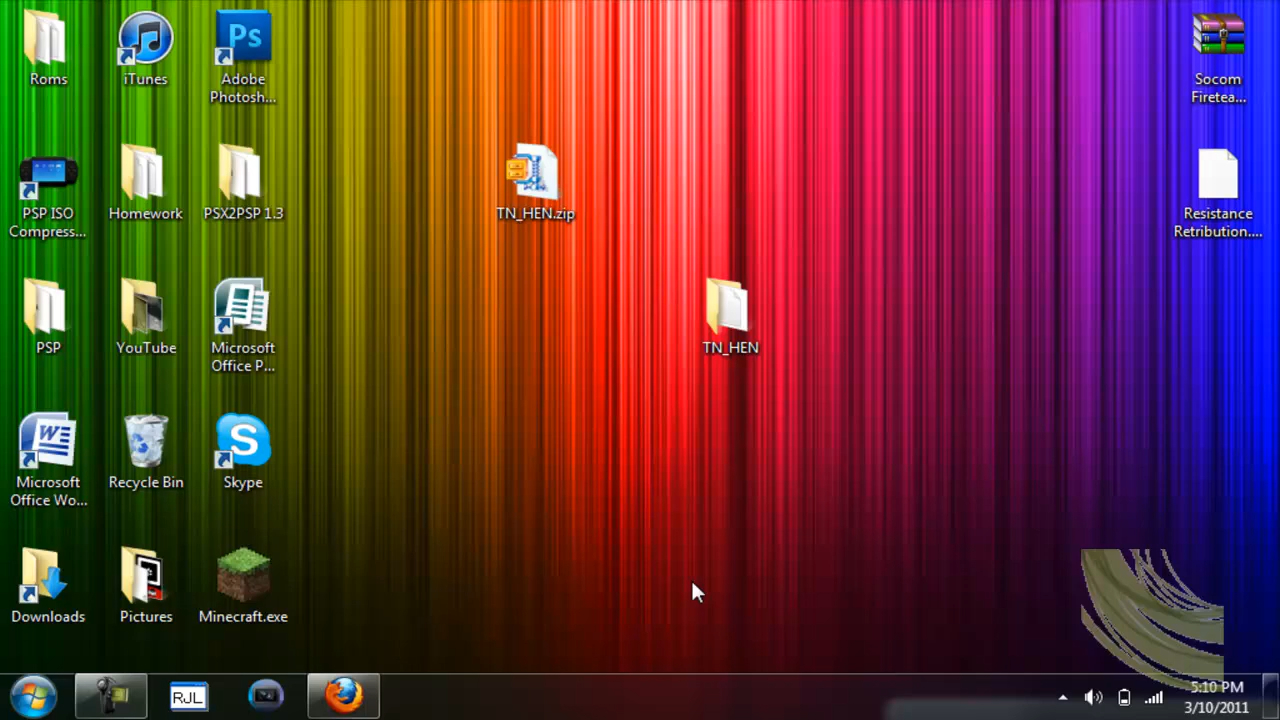 Roms
iTunes
Ps
Adobe
Photosh...
Socom
Firetea...
PSP ISO
Compress...
Homework
PSX2PSP 1.3
TN_HEN.zip
Resistance
Retribution....
PSP
YouTube
Microsoft
Office P...
TN_HEN
W
Microsoft
Office Wo...
Recycle Bin
S
Skype
Downloads
Pictures
Minecraft.exe
RJL
5:10 PM
3/10/2011